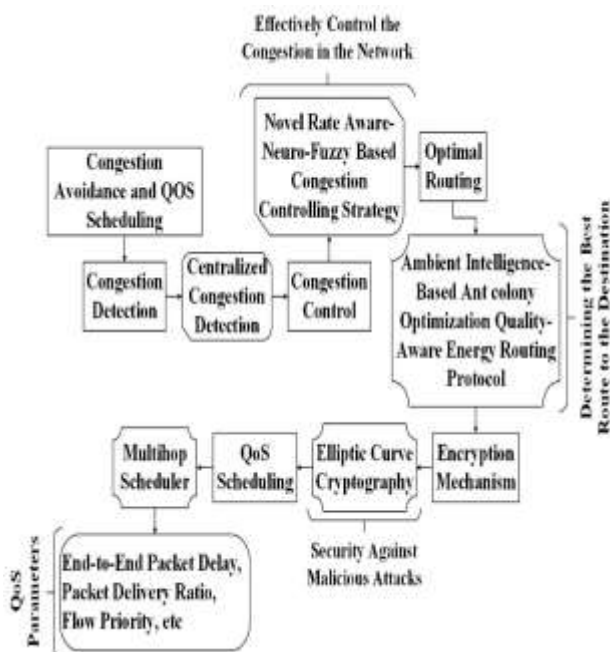 Effectively Control the
Congestion in the Network
Novel Rate Aware-
Neuro-Fuzzy Based
Congestion
Controlling Strategy
Optimal
Routing
Congestion
Avoidance and QOS
Scheduling
Congestion
Detection
Centralized
Congestion
Detection
Congestion
Control
Ambient Intelligence-
Based Ant colony
Optimization Quality-
Aware Energy Routing
Protocol
Determining the Best
Route to the Destination
Multihop
Scheduler
QoS
Scheduling
Elliptic Curve
Cryptography
Encryption
Mechanism
Security Against
Malicious Attacks
QoS
Parameters
End-to-End Packet Delay,
Packet Delivery Ratio,
Flow Priority, etc